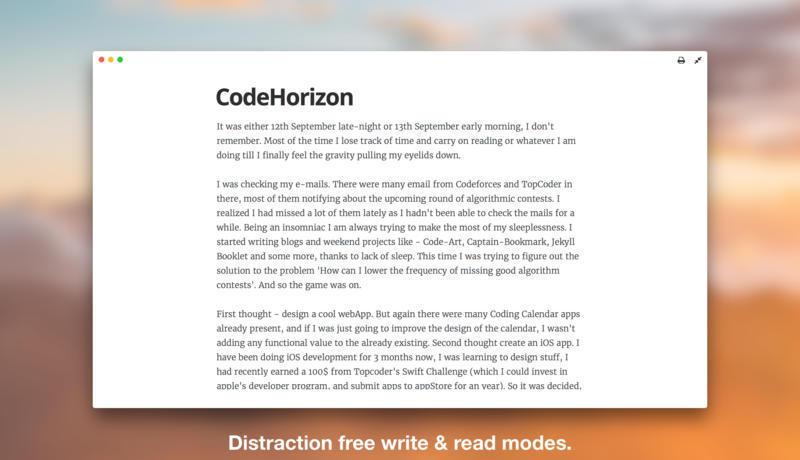 CodeHorizon
It was either 12th September late-night or 13th September early morning, I don't
remember. Most of the time I lose track of time and carry on reading or whatever I am
doing till I finally feel the gravity pulling my eyelids down.
I was checking my e-mails. There were many email from Codeforces and TopCoder in
there, most of them notifying about the upcoming round of algorithmic contests. I
realized I had missed a lot of them lately as I hadn't been able to check the mails for a
while. Being an insomniac I am always trying to make the most of my sleeplessness. I
started writing blogs and weekend projects like - Code-Art, Captain-Bookmark, Jekyll
Booklet and some more, thanks to lack of sleep. This time I was trying to figure out the
solution to the problem 'How can I lower the frequency of missing good algorithm
contests'. And so the game was on.
First thought - design a cool webApp. But again there were many Coding Calendar apps
already present, and if I was just going to improve the design of the calendar, I wasn't
adding any functional value to the already existing. Second thought create an iOS app. I
have been doing iOS development for 3 months now, I was learning to design stuff, I
had recently earned a 100$ from Topcoder's Swift Challenge (which I could invest in
apple's developer program, and submit apps to appStore for an year). So it was decided,
Distraction free write & read modes.